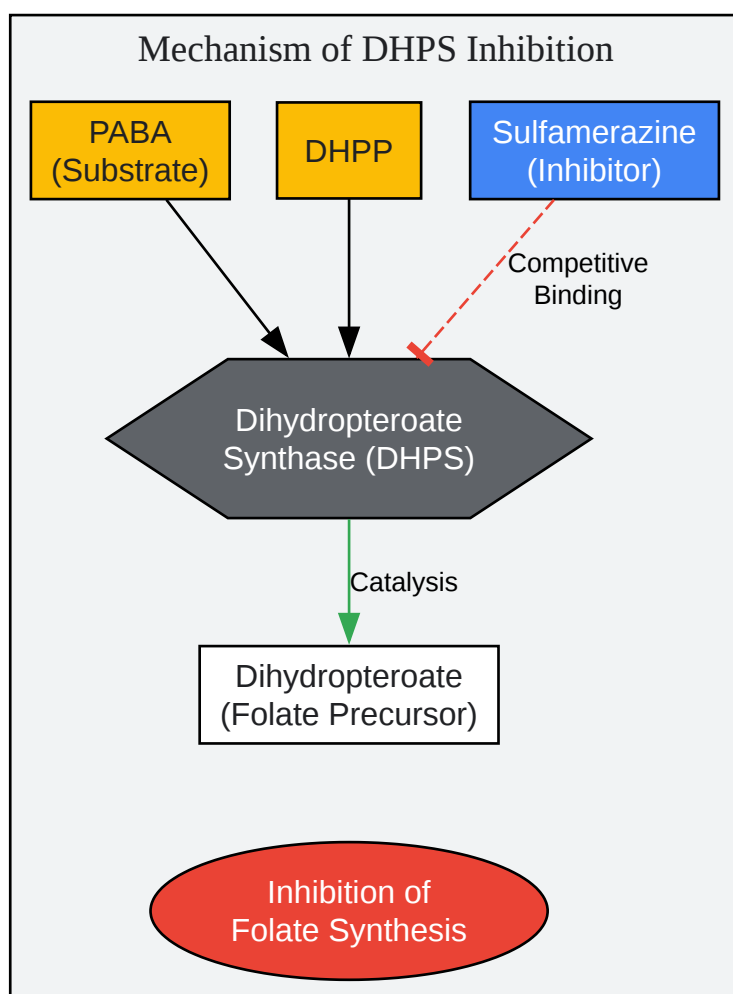 Mechanism of DHPS Inhibition
PABA
(Substrate)
DHPP
Sulfamerazine
(Inhibitor)
Competitive
Binding
Dihydropteroate
Synthase (DHPS)
Catalysis
Dihydropteroate
(Folate Precursor)
Inhibition of
Folate Synthesis